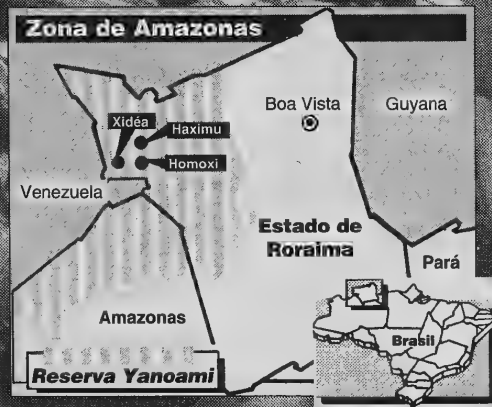 Zona de Amazonas
Boa Vista
Guyana
Xidéa
Haximu
Homoxi
Venezuela
Estado de
Roraima
Pará
Amazonas
Brasil
Reserva Yanoami